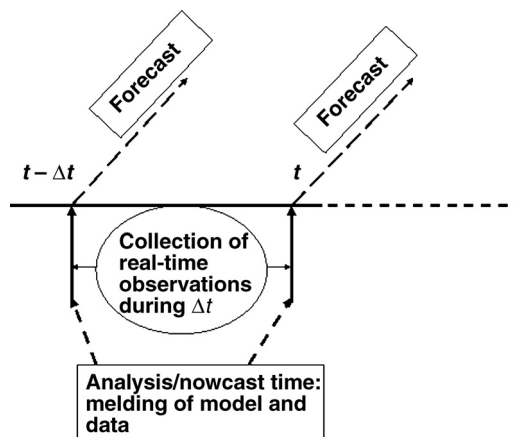 Forecast
Forecast
t – Δt
t
Collection of
real-time
observations
during Δt
Analysis/nowcast time:
melding of model and
data